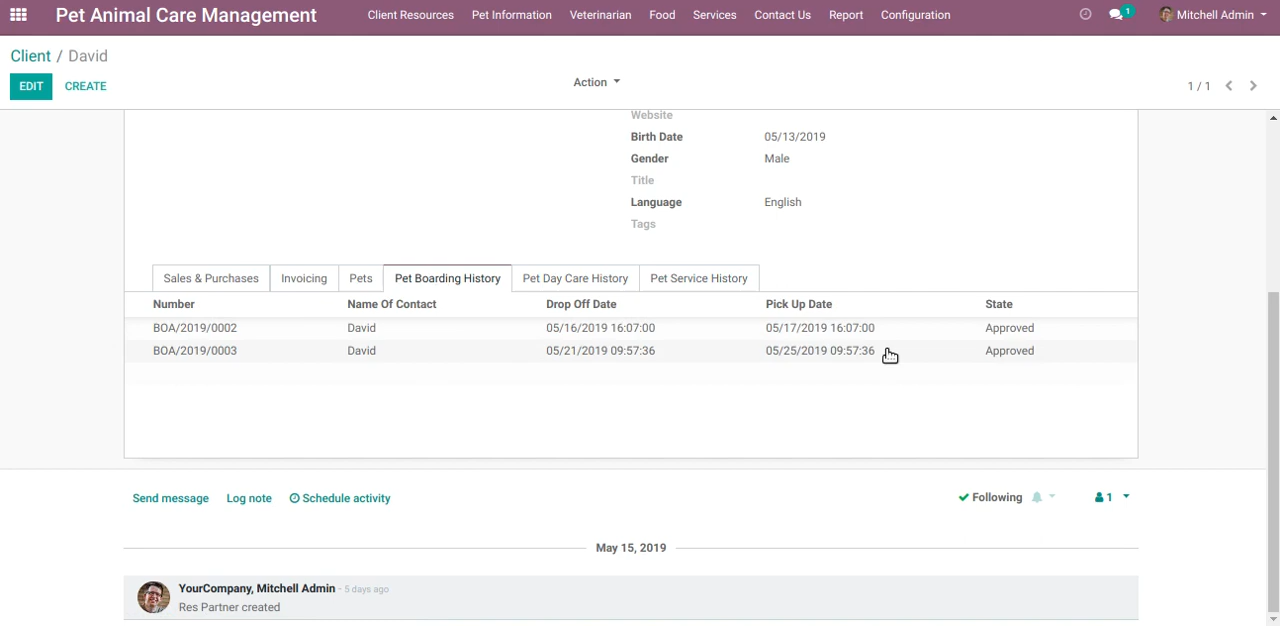 Pet Animal Care Management Client Resources Pet Information Veterinarian Food Services Contact Us Report Configuration 1 Mitchell Admin
Client / David
EDIT CREATE Action 1 / 1
Website
Birth Date 05/13/2019
Gender Male
Title
Language English
Tags
Sales & Purchases Invoicing Pets Pet Boarding History Pet Day Care History Pet Service History
Number Name Of Contact Drop Off Date Pick Up Date State
BOA/2019/0002 David 05/16/2019 16:07:00 05/17/2019 16:07:00 Approved
BOA/2019/0003 David 05/21/2019 09:57:36 05/25/2019 09:57:36 Approved
Send message Log note Schedule activity Following 1
May 15, 2019
YourCompany, Mitchell Admin - 5 days ago
Res Partner created